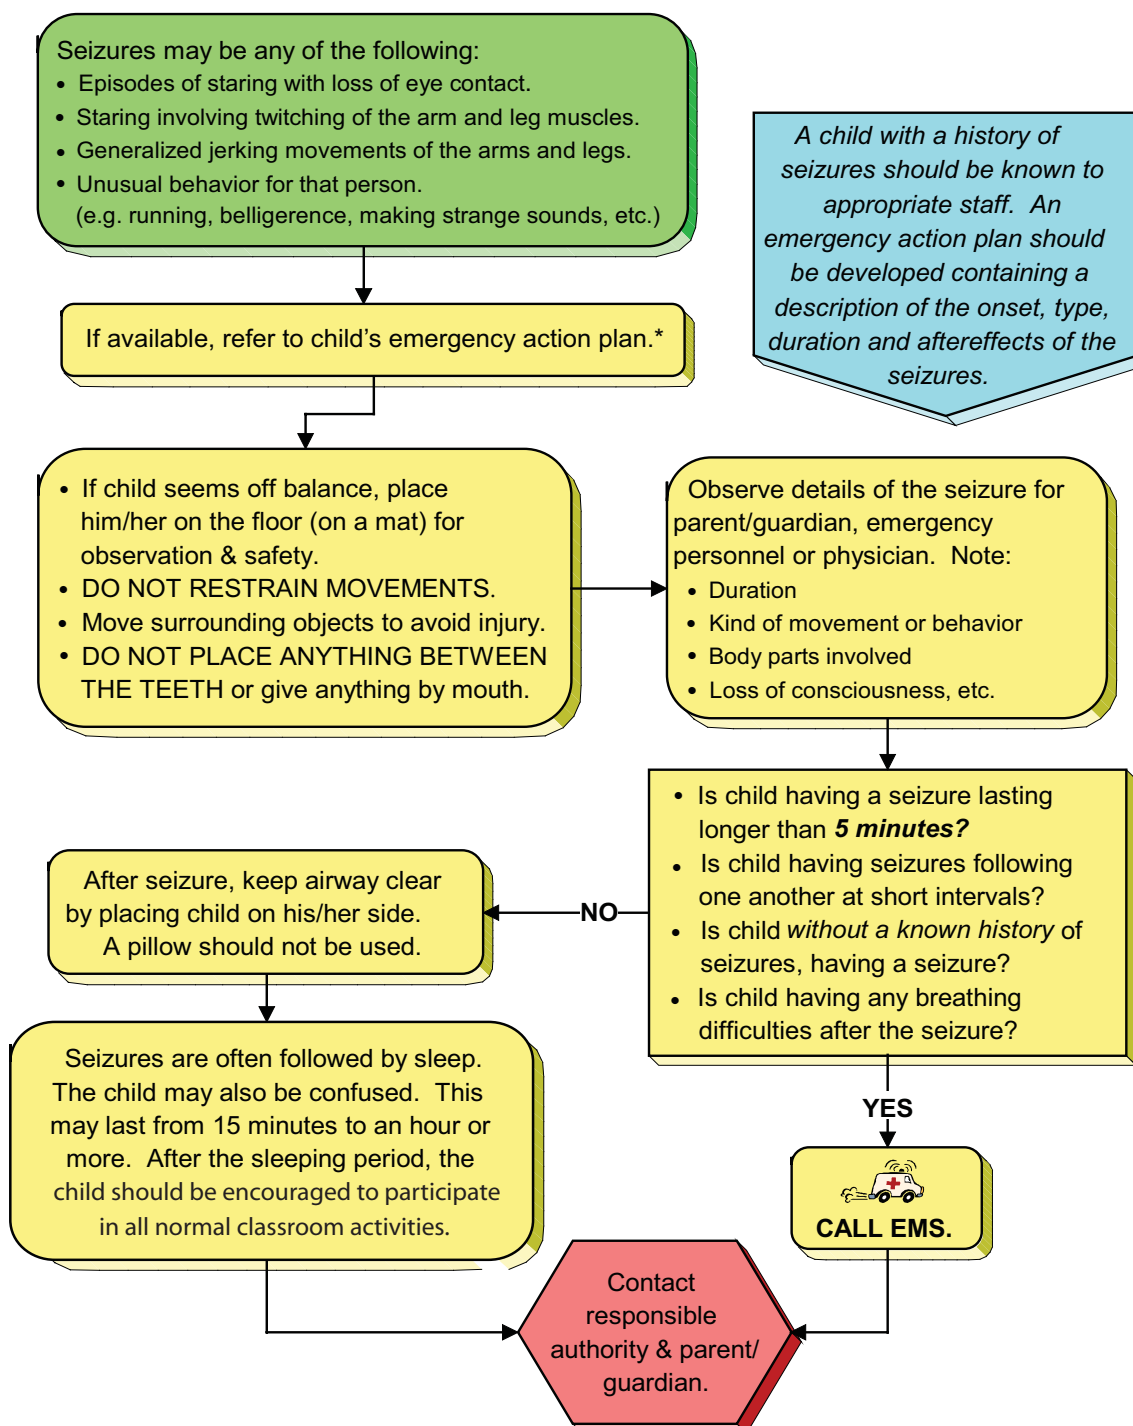 Seizures may be any of the following:
• Episodes of staring with loss of eye contact.
• Staring involving twitching of the arm and leg muscles.
• Generalized jerking movements of the arms and legs.
• Unusual behavior for that person.
(e.g. running, belligerence, making strange sounds, etc.)
A child with a history of
seizures should be known to
appropriate staff. An
emergency action plan should
be developed containing a
description of the onset, type,
duration and aftereffects of the
seizures.
If available, refer to child’s emergency action plan.*
• If child seems off balance, place
him/her on the floor (on a mat) for
observation & safety.
• DO NOT RESTRAIN MOVEMENTS.
• Move surrounding objects to avoid injury.
• DO NOT PLACE ANYTHING BETWEEN
THE TEETH or give anything by mouth.
Observe details of the seizure for
parent/guardian, emergency
personnel or physician. Note:
• Duration
• Kind of movement or behavior
• Body parts involved
• Loss of consciousness, etc.
• Is child having a seizure lasting
longer than 5 minutes?
• Is child having seizures following
one another at short intervals?
• Is child without a known history of
seizures, having a seizure?
• Is child having any breathing
difficulties after the seizure?
NO
After seizure, keep airway clear
by placing child on his/her side.
A pillow should not be used.
Seizures are often followed by sleep.
The child may also be confused. This
may last from 15 minutes to an hour or
more. After the sleeping period, the
child should be encouraged to participate
in all normal classroom activities.
YES
CALL EMS.
Contact
responsible
authority & parent/
guardian.